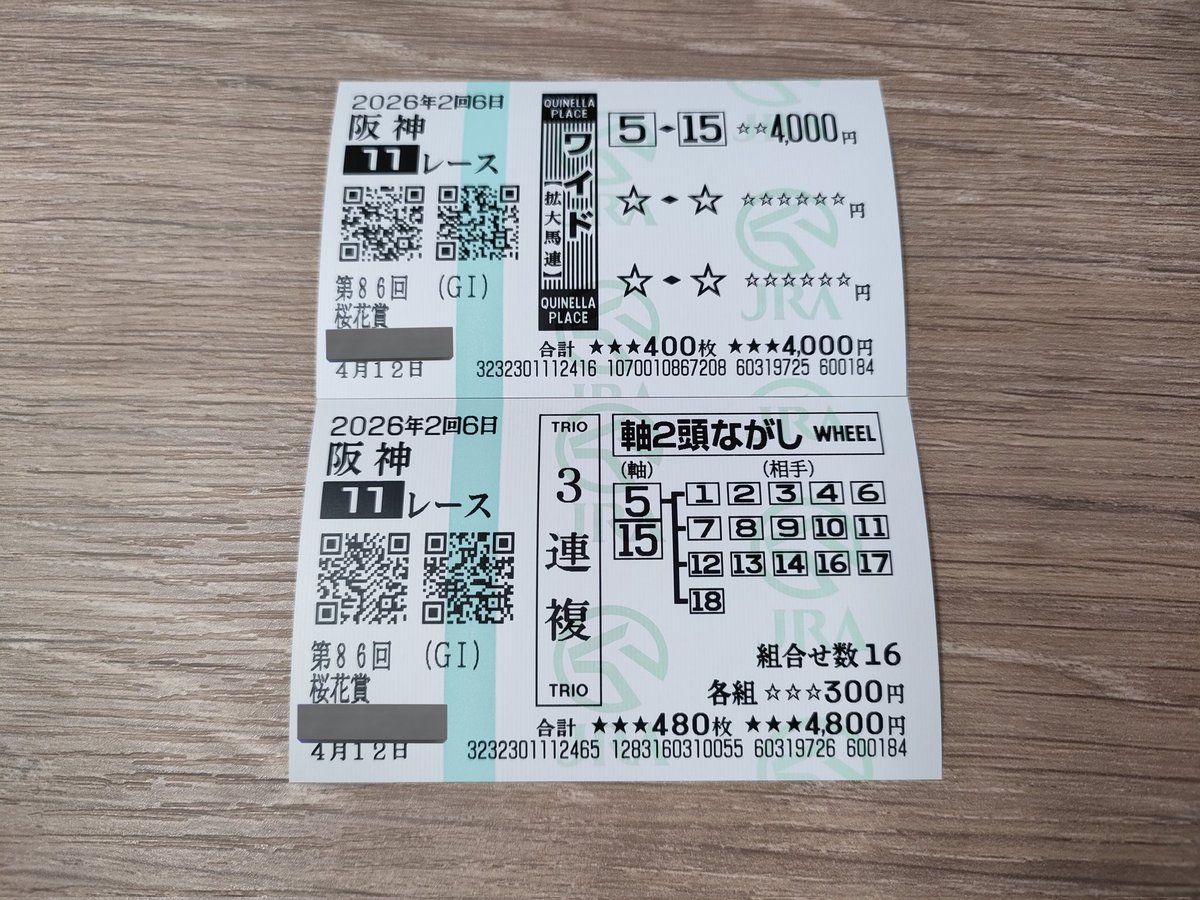 2026年2回6日
阪神
11レース
第86回 (GI)
桜花賞
4月12日
QUINELLA PLACE
ワイド
【拡大馬連】
QUINELLA PLACE
5-15 ☆☆4,000円
☆-☆ ☆☆☆☆☆☆円
☆-☆ ☆☆☆☆☆☆円
合計 ★★★400枚 ★★★4,000円
3232301112416 1070010867208 60319725 600184
JRA
2026年2回6日
阪神
11レース
第86回 (GI)
桜花賞
4月12日
TRIO
3連複
TRIO
軸2頭ながし WHEEL
(軸) (相手)
5 1 2 3 4 6
15 7 8 9 10 11
12 13 14 16 17
18
組合せ数16
各組 ☆☆☆300円
合計 ★★★480枚 ★★★4,800円
3232301112465 1283160310055 60319726 600184
JRA